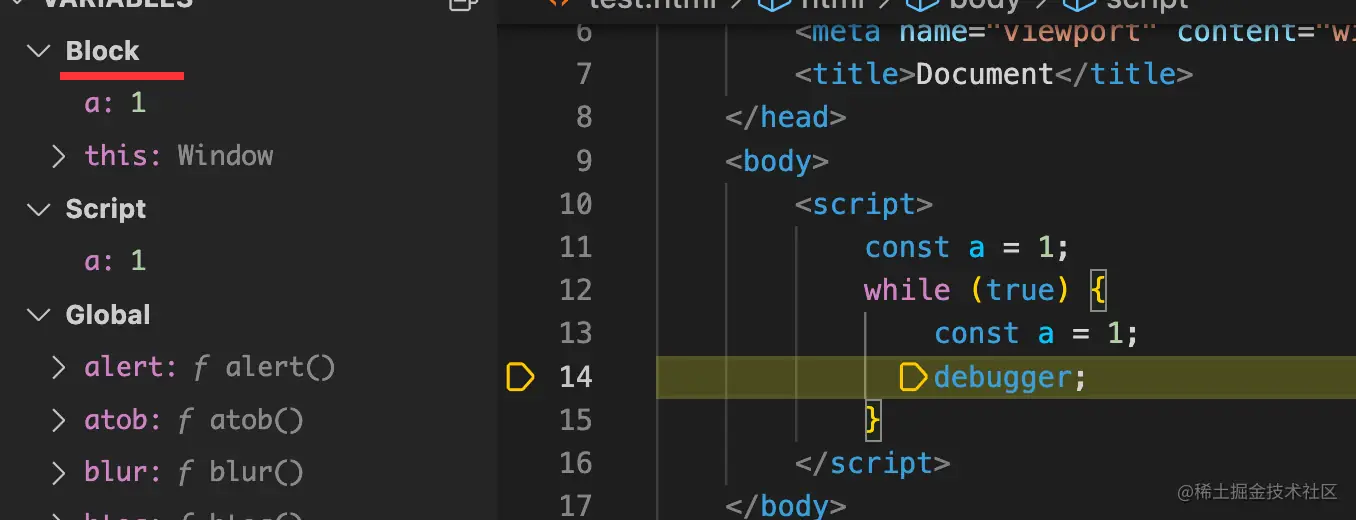 VARIABLES
Block
a: 1
this: Window
Script
a: 1
Global
alert: ƒ alert()
atob: ƒ atob()
blur: ƒ blur()
test.html > html > body > script
6 <meta name="viewport" content="wi
7 <title>Document</title>
8 </head>
9 <body>
10 <script>
11 const a = 1;
12 while (true) {
13 const a = 1;
14 debugger;
15 }
16 </script>
17 </body>
@稀土掘金技术社区